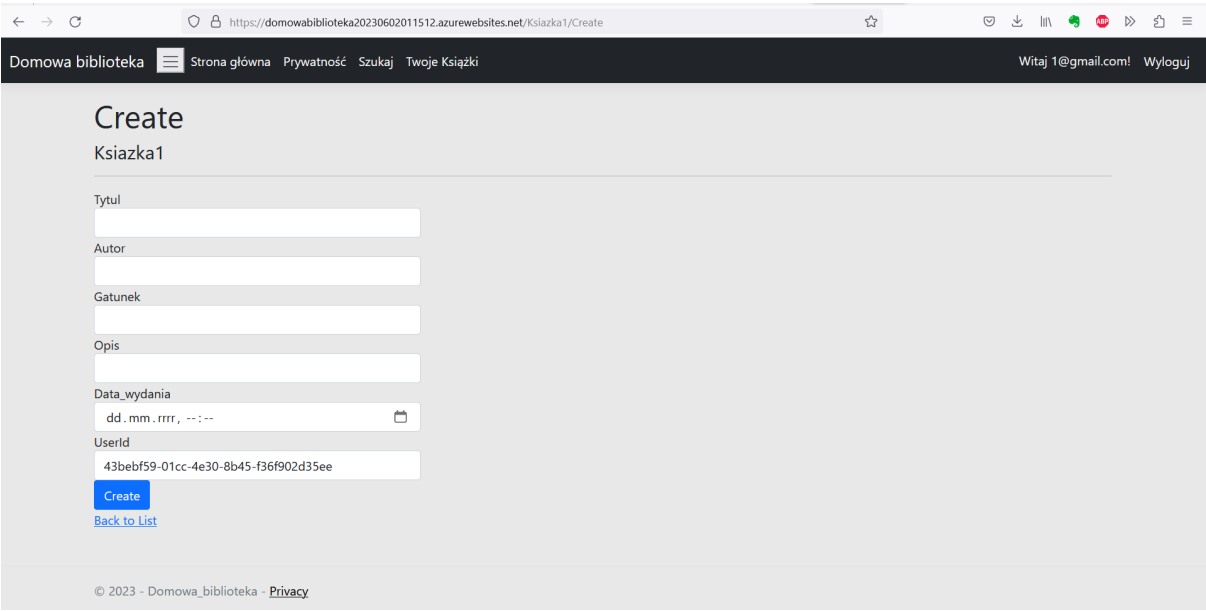 https://domowabiblioteka20230602011512.azurewebsites.net/Ksiazka1/Create
ABP
Domowa biblioteka Strona główna Prywatność Szukaj Twoje Książki Witaj 1@gmail.com! Wyloguj
Create
Ksiazka1
Tytul
Autor
Gatunek
Opis
Data_wydania
dd.mm.rrrr, --:--
UserId
43bebf59-01cc-4e30-8b45-f36f902d35ee
Create
Back to List
© 2023 - Domowa_biblioteka - Privacy